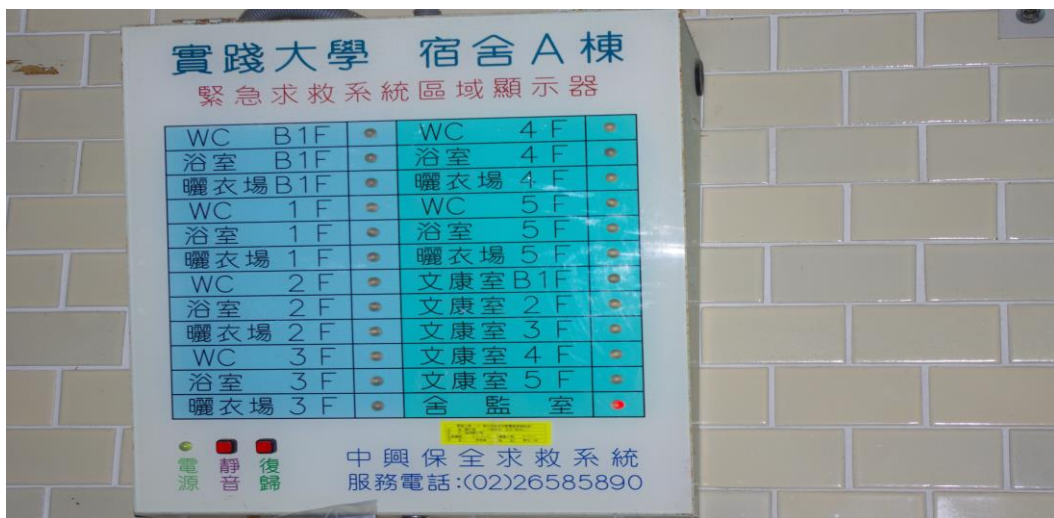 實踐大學 宿舍A棟
緊急求救系統區域顯示器
WC B1F WC 4F
浴室 B1F 浴室 4F
曬衣場B1F 曬衣場 4F
WC 1F WC 5F
浴室 1F 浴室 5F
曬衣場 1F 曬衣場 5F
WC 2F 文康室B1F
浴室 2F 文康室 2F
曬衣場 2F 文康室 3F
WC 3F 文康室 4F
浴室 3F 文康室 5F
曬衣場 3F 舍監室
電源 靜音 復歸
中興保全求救系統
服務電話:(02)26585890